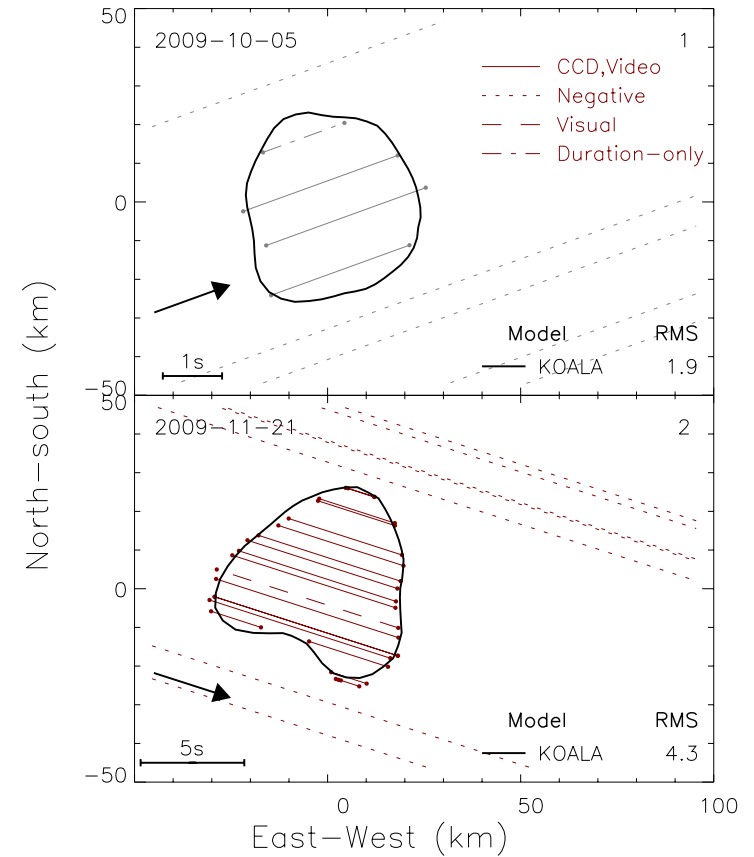 50
2009-10-05 1
CCD,Video
Negative
Visual
Duration-only
0
Model RMS
KOALA 1.9
1s
-50
50
2009-11-21 2
0
Model RMS
KOALA 4.3
5s
-50
0 50 100
East-West (km)
North-south (km)